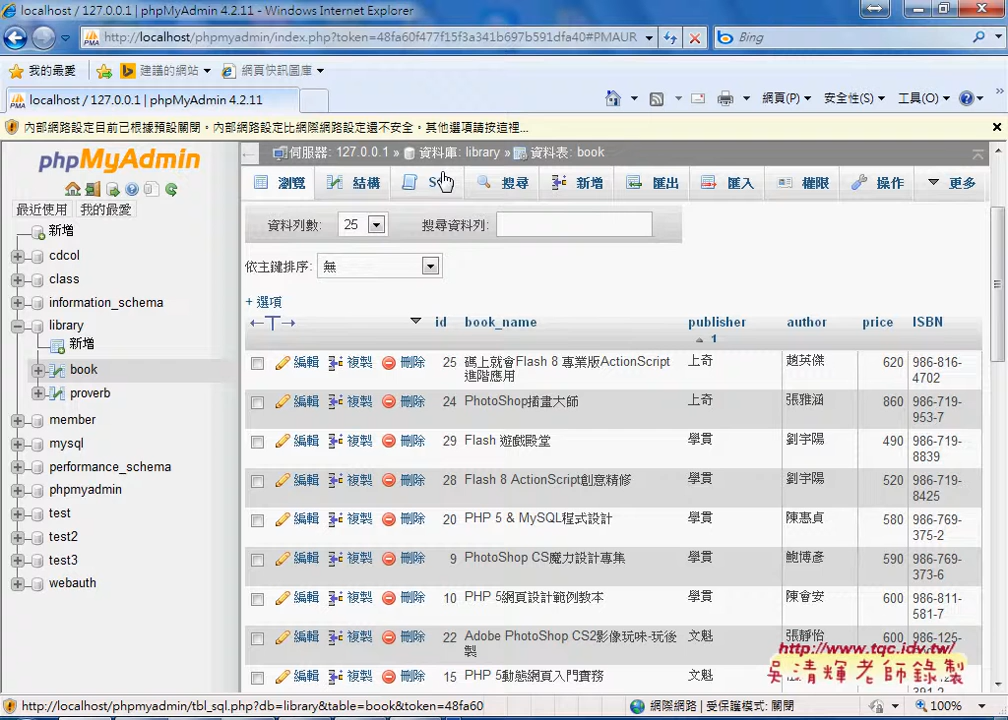 localhost / 127.0.0.1 | phpMyAdmin 4.2.11 - Windows Internet Explorer
http://localhost/phpmyadmin/index.php?token=48fa60f477f15f3a341b697b591dfa40#PMAUR
Bing
我的最愛 建議的網站 網頁快訊圖庫
localhost / 127.0.0.1 | phpMyAdmin 4.2.11
網頁(P) 安全性(S) 工具(O)
內部網路設定目前已根據預設關閉。內部網路設定比網際網路設定還不安全。其他選項請按這裡...
phpMyAdmin
最近使用 我的最愛
新增
cdcol
class
information_schema
library
新增
book
proverb
member
mysql
performance_schema
phpmyadmin
test
test2
test3
webauth
伺服器: 127.0.0.1 » 資料庫: library » 資料表: book
瀏覽 結構 搜尋 新增 匯出 匯入 權限 操作 更多
資料列數: 25 搜尋資料列:
依主鍵排序: 無
+ 選項
←T→ id book_name publisher 1 author price ISBN
編輯 複製 刪除 25 碼上就會Flash 8 專業版ActionScript 進階應用 上奇 趙英傑 620 986-816-4702
編輯 複製 刪除 24 PhotoShop插畫大師 上奇 張雅涵 860 986-719-953-7
編輯 複製 刪除 29 Flash 遊戲殿堂 學貫 劉宇陽 490 986-719-8839
編輯 複製 刪除 28 Flash 8 ActionScript創意精修 學貫 劉宇陽 520 986-719-8425
編輯 複製 刪除 20 PHP 5 & MySQL程式設計 學貫 陳惠貞 580 986-769-375-2
編輯 複製 刪除 9 PhotoShop CS魔力設計專集 學貫 鮑博彥 590 986-769-373-6
編輯 複製 刪除 10 PHP 5網頁設計範例教本 學貫 陳會安 600 986-811-581-7
編輯 複製 刪除 22 Adobe PhotoShop CS2影像玩味-玩後製 文魁 張靜怡 600 986-125-
編輯 複製 刪除 15 PHP 5動態網頁入門實務 文魁
http://www.tqc.idv.tw/
吳清輝老師錄製
http://localhost/phpmyadmin/tbl_sql.php?db=library&table=book&token=48fa60
網際網路 | 受保護模式: 關閉
100%